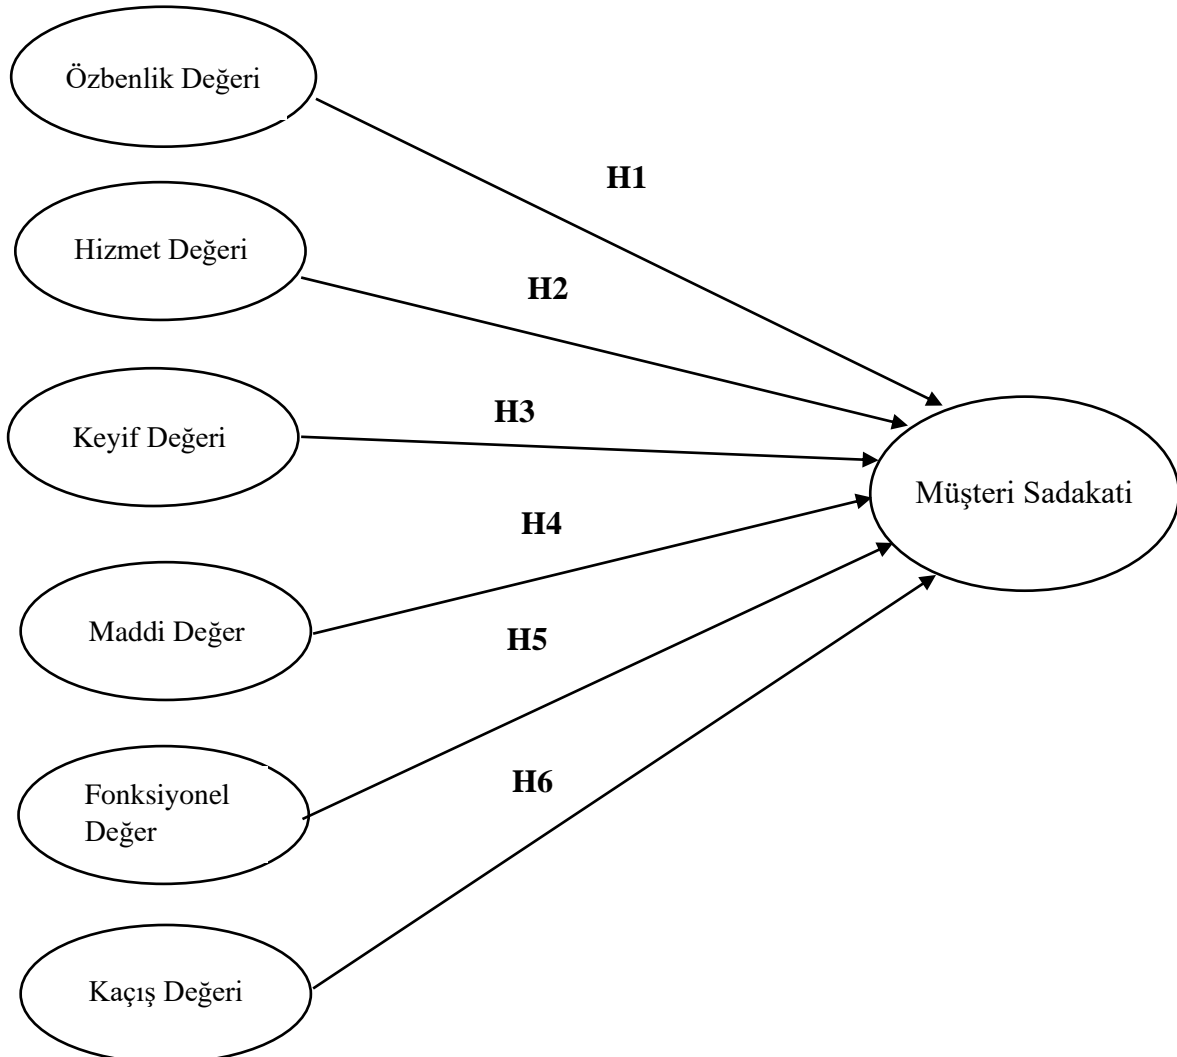 Özbenlik Değeri
H1
Hizmet Değeri
H2
Keyif Değeri
H3
Müşteri Sadakati
H4
Maddi Değer
H5
Fonksiyonel
Değer
H6
Kaçış Değeri